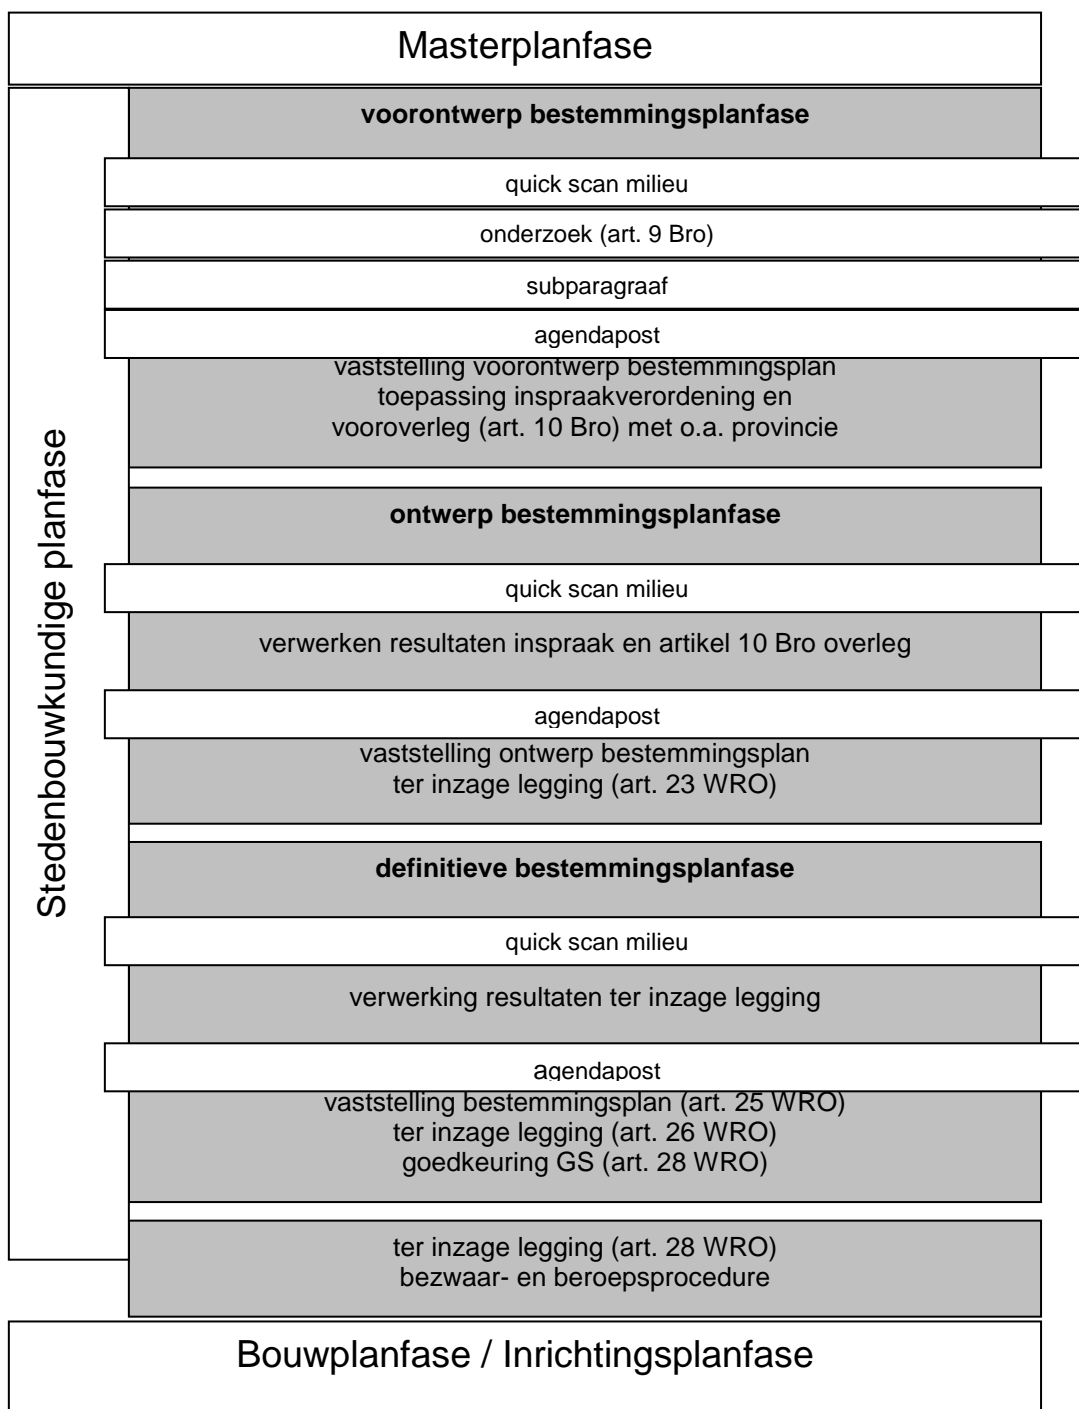 Masterplanfase
Stedenbouwkundige planfase
voorontwerp bestemmingsplanfase
quick scan milieu
onderzoek (art. 9 Bro)
subparagraaf
agendapost
vaststelling voorontwerp bestemmingsplan
toepassing inspraakverordening en
vooroverleg (art. 10 Bro) met o.a. provincie
ontwerp bestemmingsplanfase
quick scan milieu
verwerken resultaten inspraak en artikel 10 Bro overleg
agendapost
vaststelling ontwerp bestemmingsplan
ter inzage legging (art. 23 WRO)
definitieve bestemmingsplanfase
quick scan milieu
verwerking resultaten ter inzage legging
agendapost
vaststelling bestemmingsplan (art. 25 WRO)
ter inzage legging (art. 26 WRO)
goedkeuring GS (art. 28 WRO)
ter inzage legging (art. 28 WRO)
bezwaar- en beroepsprocedure
Bouwplanfase / Inrichtingsplanfase